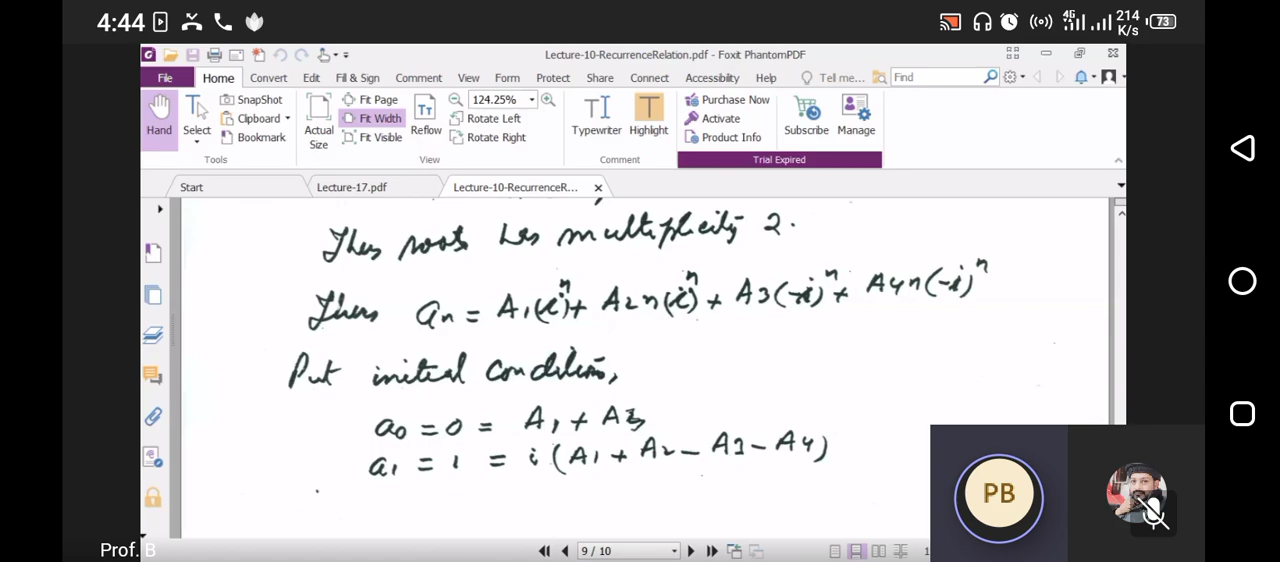 4:44 4G 214 K/s 73
Lecture-10-RecurrenceRelation.pdf - Foxit PhantomPDF
File Home Convert Edit Fill & Sign Comment View Form Protect Share Connect Accessibility Help Tell me... Find
Hand Select SnapShot Clipboard Bookmark
Actual Size Fit Page Fit Width Fit Visible Reflow 124.25% Rotate Left Rotate Right
Typewriter Highlight Purchase Now Activate Product Info Subscribe Manage
Tools View Comment Trial Expired
Start Lecture-17.pdf Lecture-10-RecurrenceR...
Thus roots has multiplicity 2.
Thus an = A1(i)^n + A2n(i)^n + A3(-i)^n + A4n(-i)^n
Put initial condition,
a0 = 0 = A1 + A3
a1 = 1 = i(A1 + A2 - A3 - A4)
PB
Prof. B
9 / 10